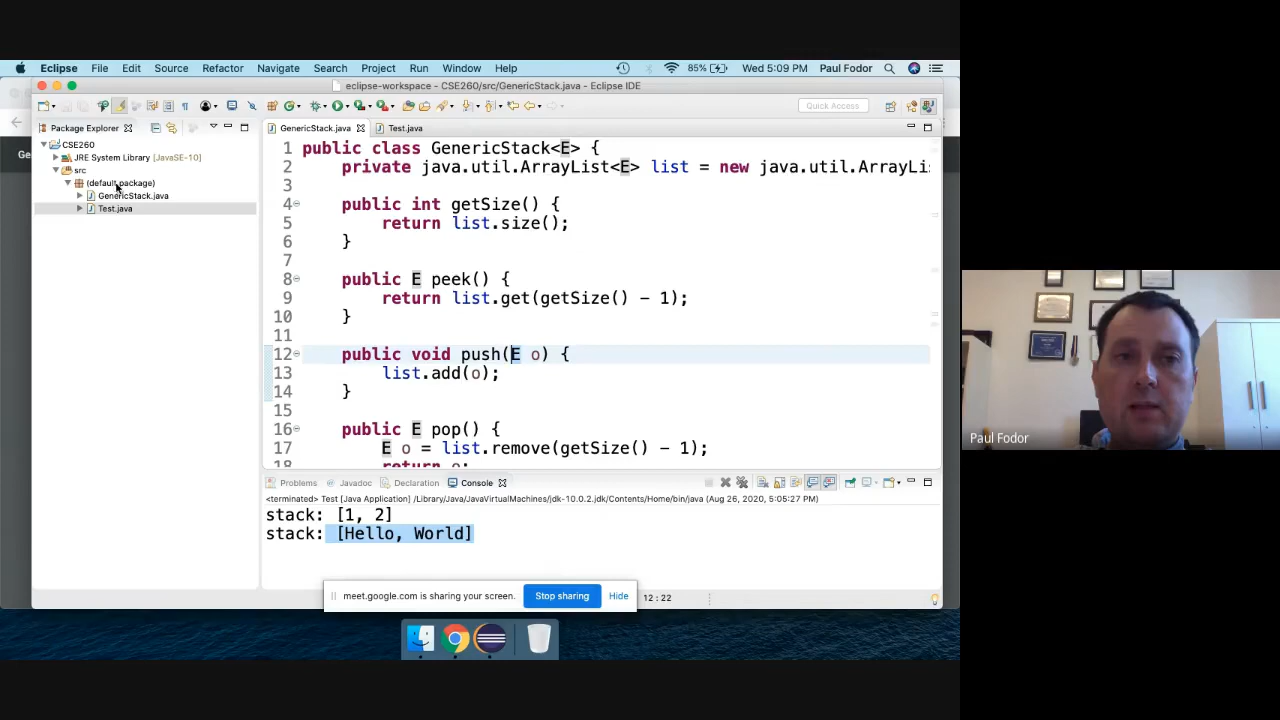 Eclipse File Edit Source Refactor Navigate Search Project Run Window Help 85% Wed 5:09 PM Paul Fodor
eclipse-workspace - CSE260/src/GenericStack.java - Eclipse IDE
Quick Access
Package Explorer
CSE260
JRE System Library [JavaSE-10]
src
(default package)
GenericStack.java
Test.java
GenericStack.java Test.java
1 public class GenericStack<E> {
2 private java.util.ArrayList<E> list = new java.util.ArrayLi
3
4 public int getSize() {
5 return list.size();
6 }
7
8 public E peek() {
9 return list.get(getSize() - 1);
10 }
11
12 public void push(E o) {
13 list.add(o);
14 }
15
16 public E pop() {
17 E o = list.remove(getSize() - 1);
18 return o;
Problems Javadoc Declaration Console
<terminated> Test [Java Application] /Library/Java/JavaVirtualMachines/jdk-10.0.2.jdk/Contents/Home/bin/java (Aug 26, 2020, 5:05:27 PM)
stack: [1, 2]
stack: [Hello, World]
meet.google.com is sharing your screen. Stop sharing Hide
12 : 22
Ge
Paul Fodor